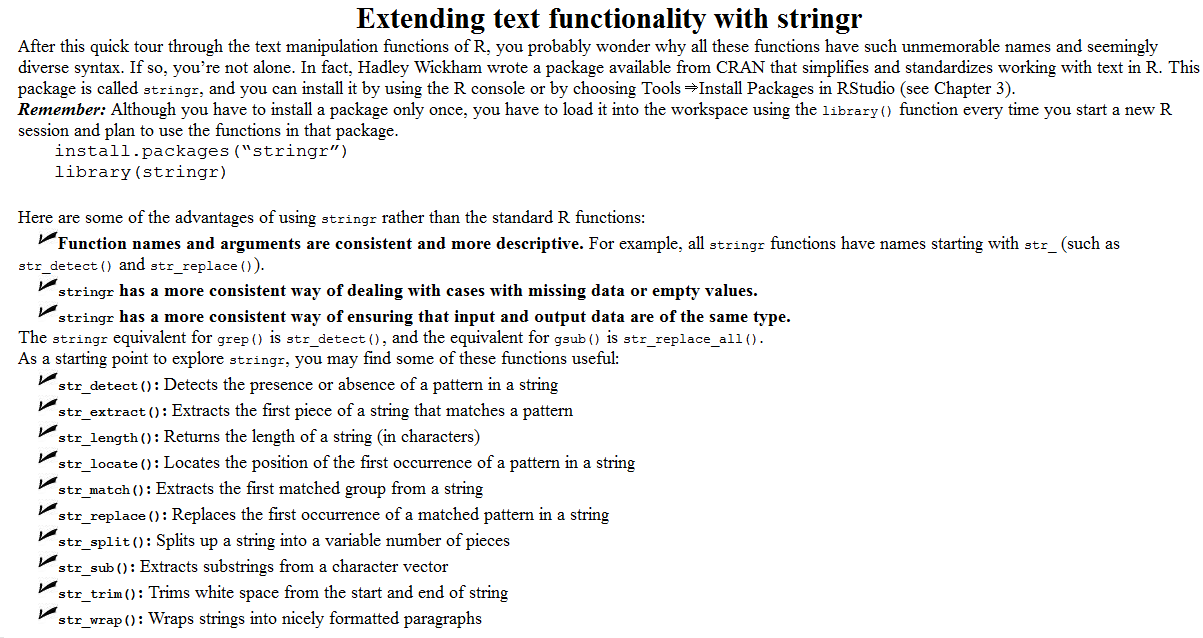 Extending text functionality with stringr
After this quick tour through the text manipulation functions of R, you probably wonder why all these functions have such unmemorable names and seemingly
diverse syntax. If so, you’re not alone. In fact, Hadley Wickham wrote a package available from CRAN that simplifies and standardizes working with text in R. This
package is called stringr, and you can install it by using the R console or by choosing Tools ⇒Install Packages in RStudio (see Chapter 3).
Remember: Although you have to install a package only once, you have to load it into the workspace using the library() function every time you start a new R
session and plan to use the functions in that package.
install.packages(“stringr”)
library(stringr)
Here are some of the advantages of using stringr rather than the standard R functions:
Function names and arguments are consistent and more descriptive. For example, all stringr functions have names starting with str_ (such as
str_detect() and str_replace()).
stringr has a more consistent way of dealing with cases with missing data or empty values.
stringr has a more consistent way of ensuring that input and output data are of the same type.
The stringr equivalent for grep() is str_detect(), and the equivalent for gsub() is str_replace_all().
As a starting point to explore stringr, you may find some of these functions useful:
str_detect(): Detects the presence or absence of a pattern in a string
str_extract(): Extracts the first piece of a string that matches a pattern
str_length(): Returns the length of a string (in characters)
str_locate(): Locates the position of the first occurrence of a pattern in a string
str_match(): Extracts the first matched group from a string
str_replace(): Replaces the first occurrence of a matched pattern in a string
str_split(): Splits up a string into a variable number of pieces
str_sub(): Extracts substrings from a character vector
str_trim(): Trims white space from the start and end of string
str_wrap(): Wraps strings into nicely formatted paragraphs